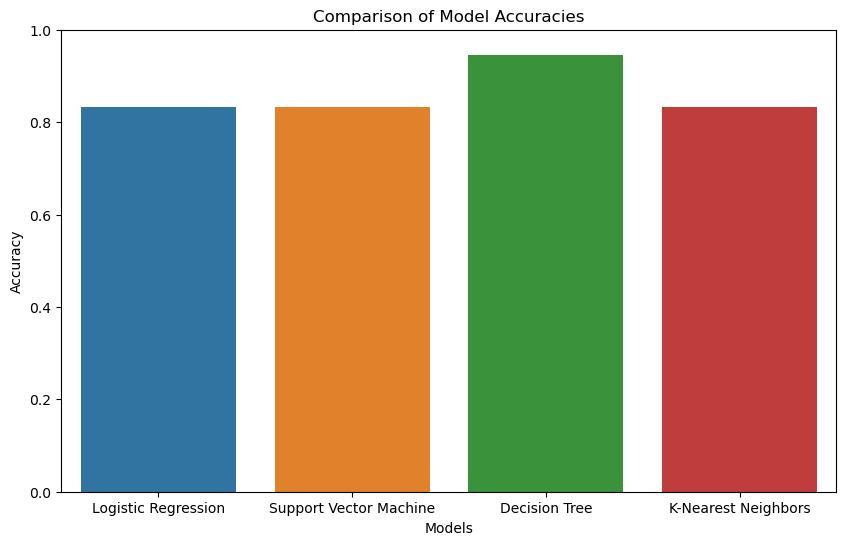 Comparison of Model Accuracies
1.0
0.8
0.6
0.4
0.2
0.0
Accuracy
Logistic Regression
Support Vector Machine
Decision Tree
K-Nearest Neighbors
Models